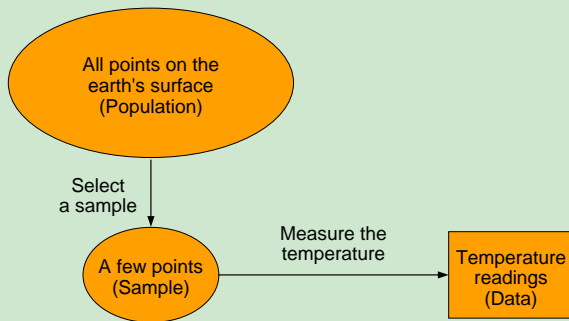 All points on the
earth's surface
(Population)
Select
a sample
A few points
(Sample)
Measure the
temperature
Temperature
readings
(Data)